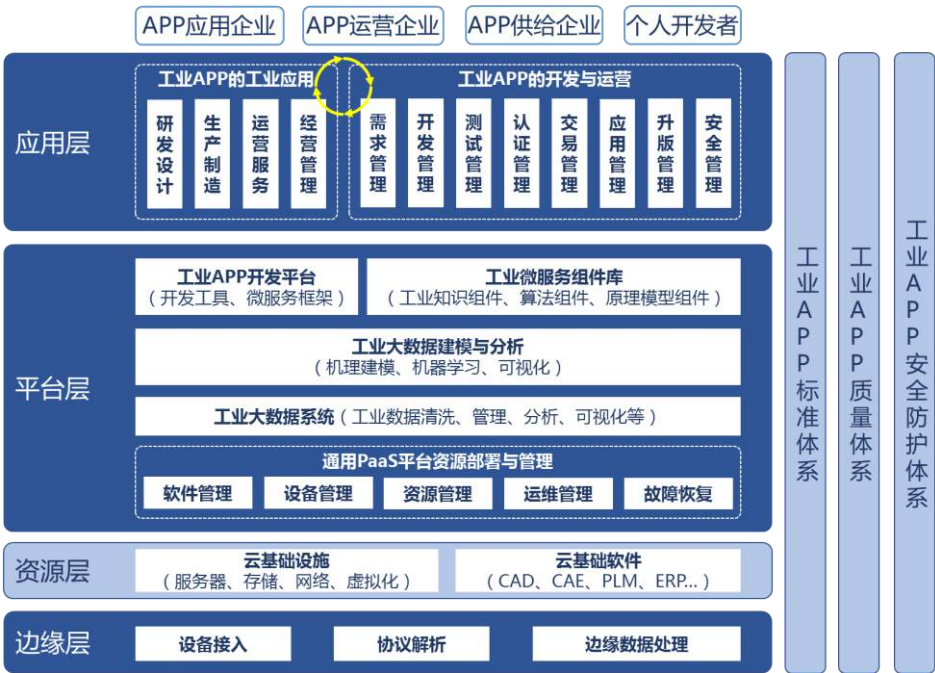 APP应用企业
APP运营企业
APP供给企业
个人开发者
应用层
工业APP的工业应用
研发设计
生产制造
运营服务
经营管理
工业APP的开发与运营
需求管理
开发管理
测试管理
认证管理
交易管理
应用管理
升版管理
安全管理
平台层
工业APP开发平台
（开发工具、微服务框架）
工业微服务组件库
（工业知识组件、算法组件、原理模型组件）
工业大数据建模与分析
（机理建模、机器学习、可视化）
工业大数据系统（工业数据清洗、管理、分析、可视化等）
通用PaaS平台资源部署与管理
软件管理
设备管理
资源管理
运维管理
故障恢复
资源层
云基础设施
（服务器、存储、网络、虚拟化）
云基础软件
（CAD、CAE、PLM、ERP...）
边缘层
设备接入
协议解析
边缘数据处理
工业APP标准体系
工业APP质量体系
工业APP安全防护体系